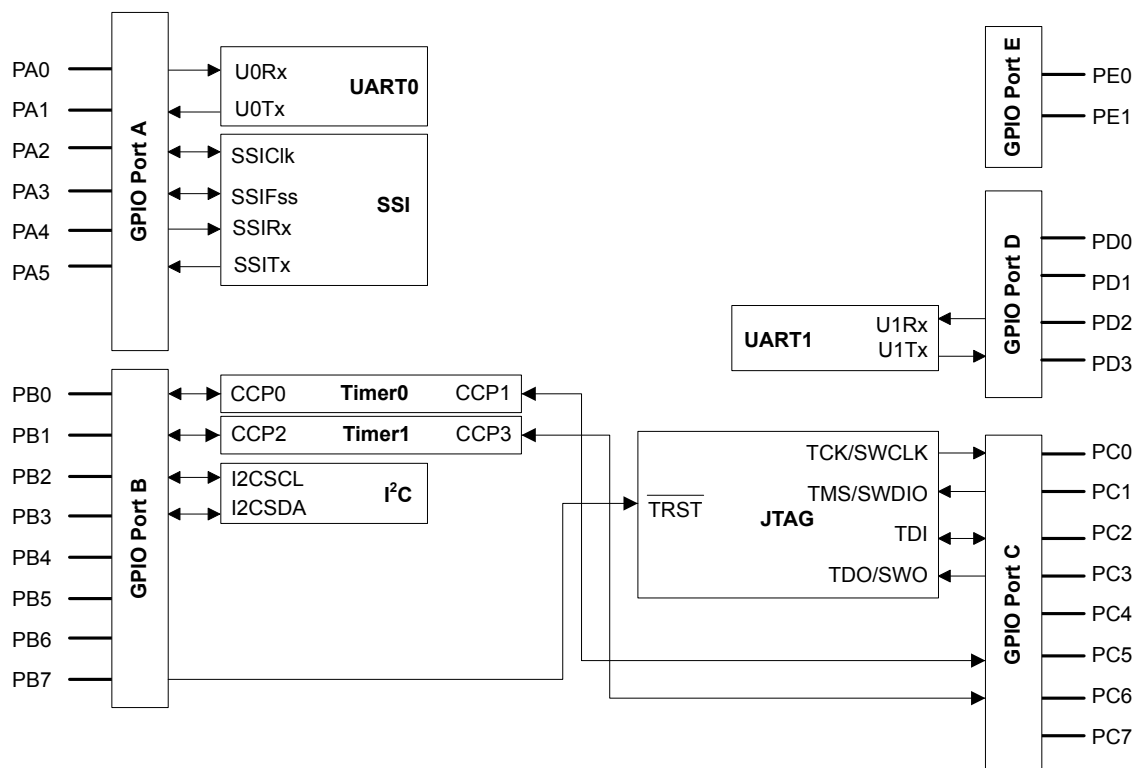 PA0
PA1
PA2
PA3
PA4
PA5
GPIO Port A
U0Rx
U0Tx
UART0
SSIClk
SSIFss
SSIRx
SSITx
SSI
PB0
PB1
PB2
PB3
PB4
PB5
PB6
PB7
GPIO Port B
CCP0 Timer0 CCP1
CCP2 Timer1 CCP3
I2CSCL
I2CSDA
I²C
GPIO Port E
PE0
PE1
GPIO Port D
PD0
PD1
PD2
PD3
UART1
U1Rx
U1Tx
TRST
JTAG
TCK/SWCLK
TMS/SWDIO
TDI
TDO/SWO
GPIO Port C
PC0
PC1
PC2
PC3
PC4
PC5
PC6
PC7